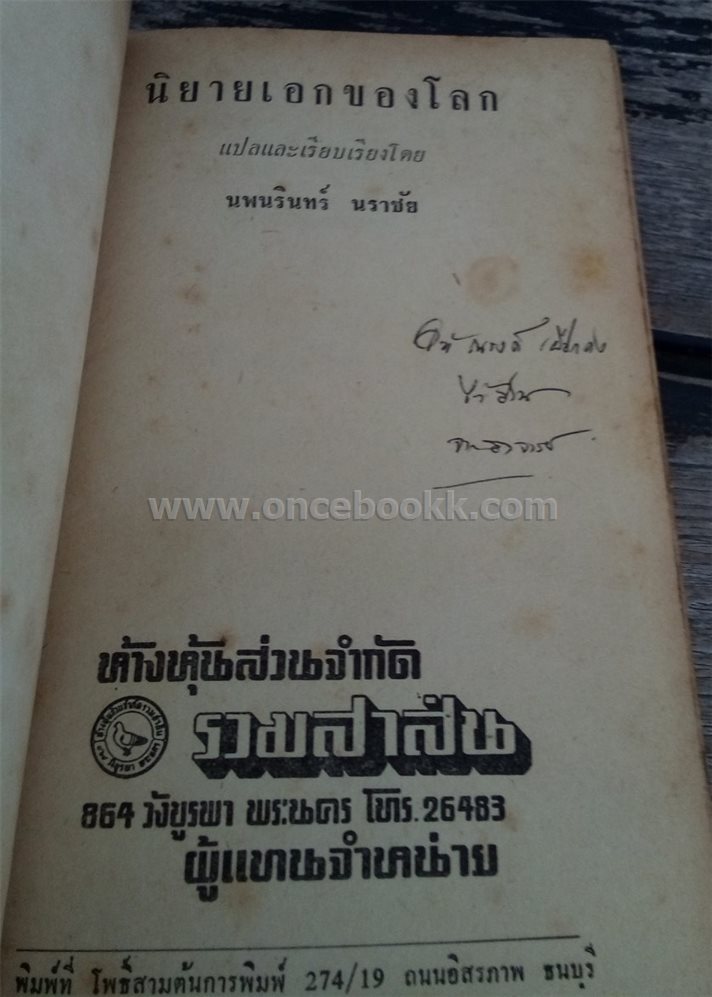 นิยายเอกของโลก
แปลและเรียบเรียงโดย
นพนรินทร์ นราชัย
www.oncebookk.com
ห้างหุ้นส่วนจำกัด
รวมสาส์น
864 วังบูรพา พระนคร โทร. 26483
ผู้แทนจำหน่าย
พิมพ์ที่ โพธิ์สามต้นการพิมพ์ 274/19 ถนนอิสรภาพ ธนบุรี